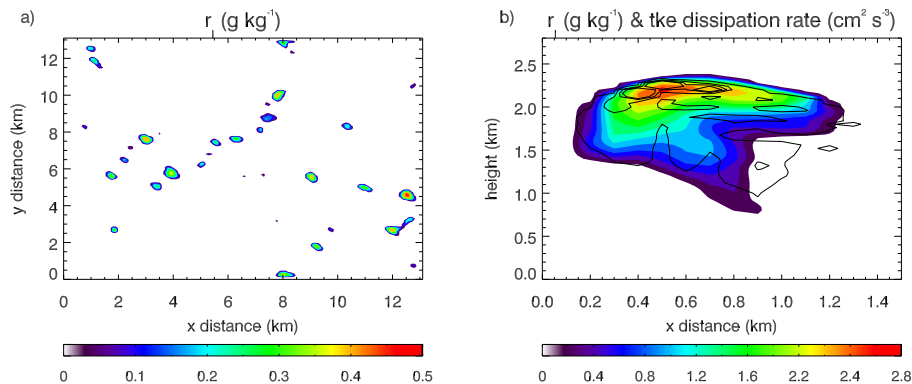 a)
r_l (g kg⁻¹)
y distance (km)
12
10
8
6
4
2
0
0 2 4 6 8 10 12
x distance (km)
0 0.1 0.2 0.3 0.4 0.5
b)
r_l (g kg⁻¹) & tke dissipation rate (cm² s⁻³)
height (km)
2.5
2.0
1.5
1.0
0.5
0.0
0.0 0.2 0.4 0.6 0.8 1.0 1.2 1.4
x distance (km)
0 0.4 0.8 1.2 1.6 2.0 2.4 2.8